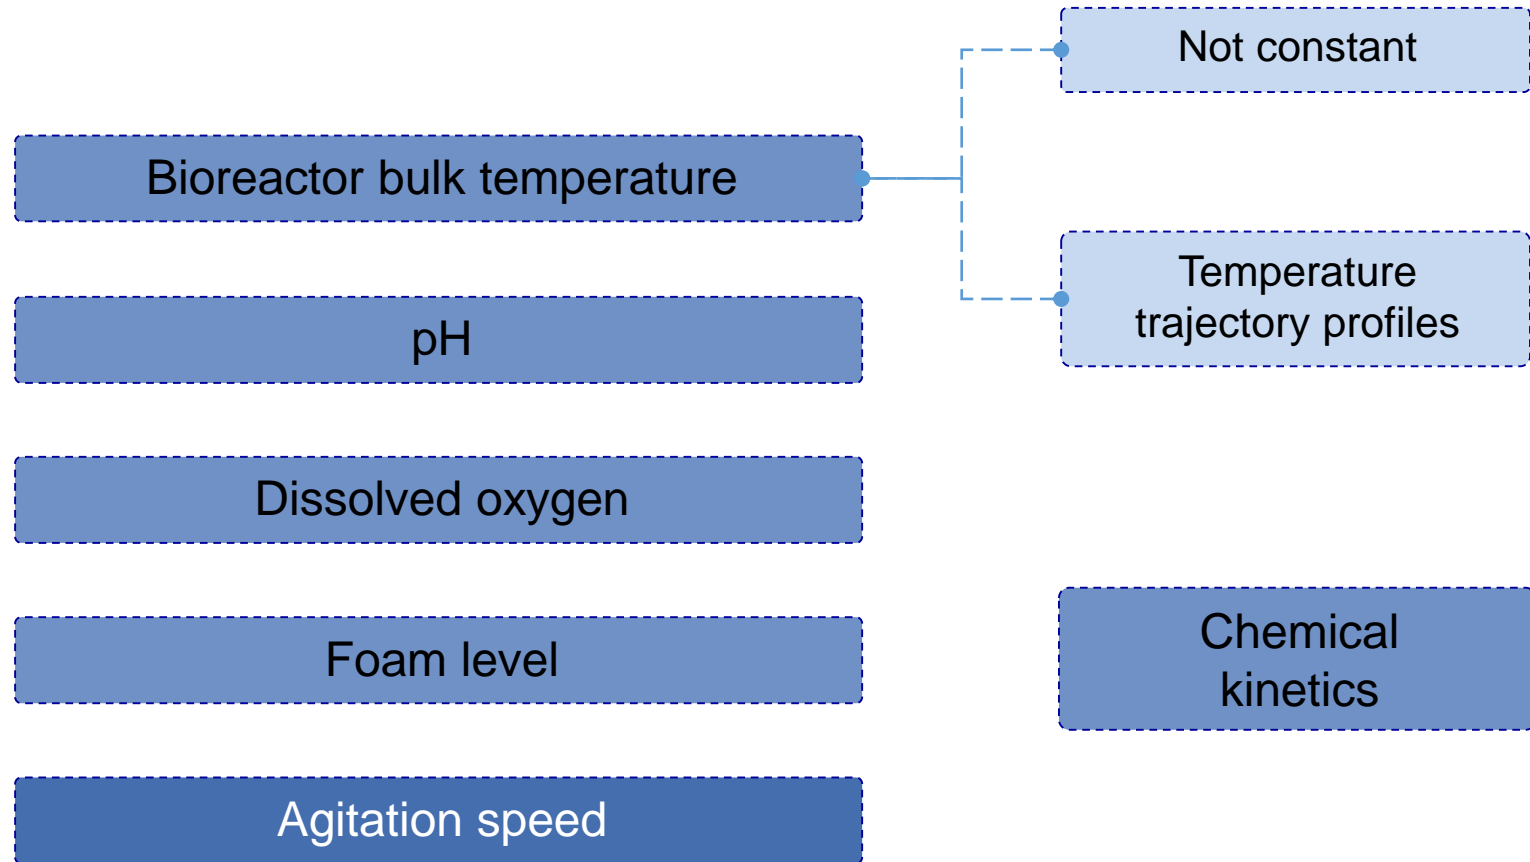 Not constant
Bioreactor bulk temperature
Temperature
trajectory profiles
pH
Dissolved oxygen
Foam level
Chemical
kinetics
Agitation speed